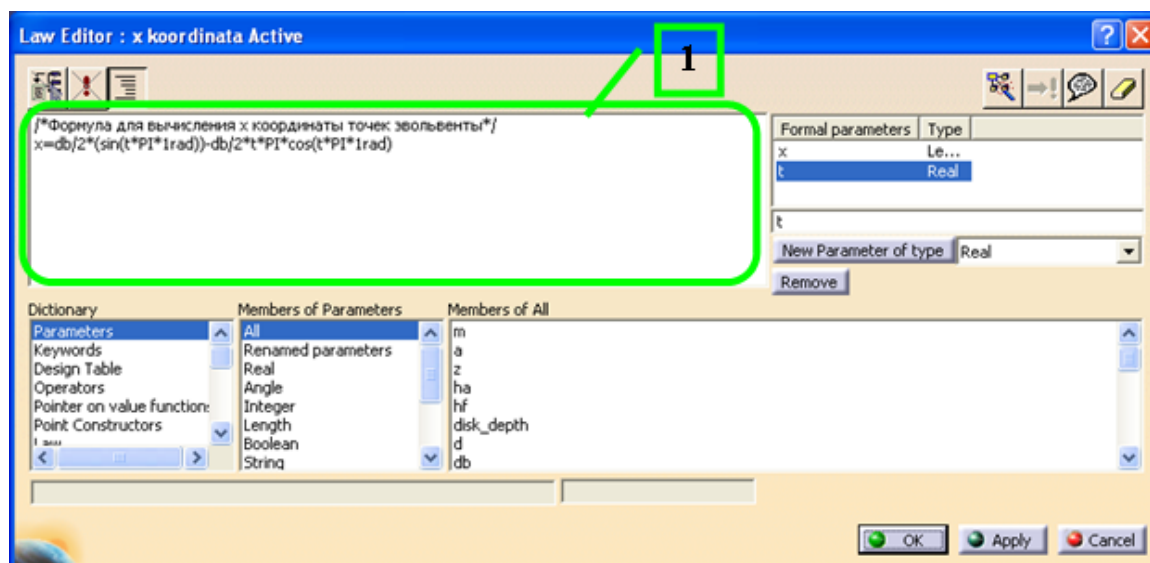 Law Editor : x koordinata Active
1
/*Формула для вычисления x координаты точек звольвенты*/
x=db/2*(sin(t*PI*1rad))-db/2*t*PI*cos(t*PI*1rad)
Formal parameters Type
x Le...
t Real
t
New Parameter of type Real
Remove
Dictionary Members of Parameters Members of All
Parameters All m
Keywords Renamed parameters a
Design Table Real z
Operators Angle ha
Pointer on value function: Integer hf
Point Constructors Length disk_depth
Law Boolean d
String db
OK Apply Cancel